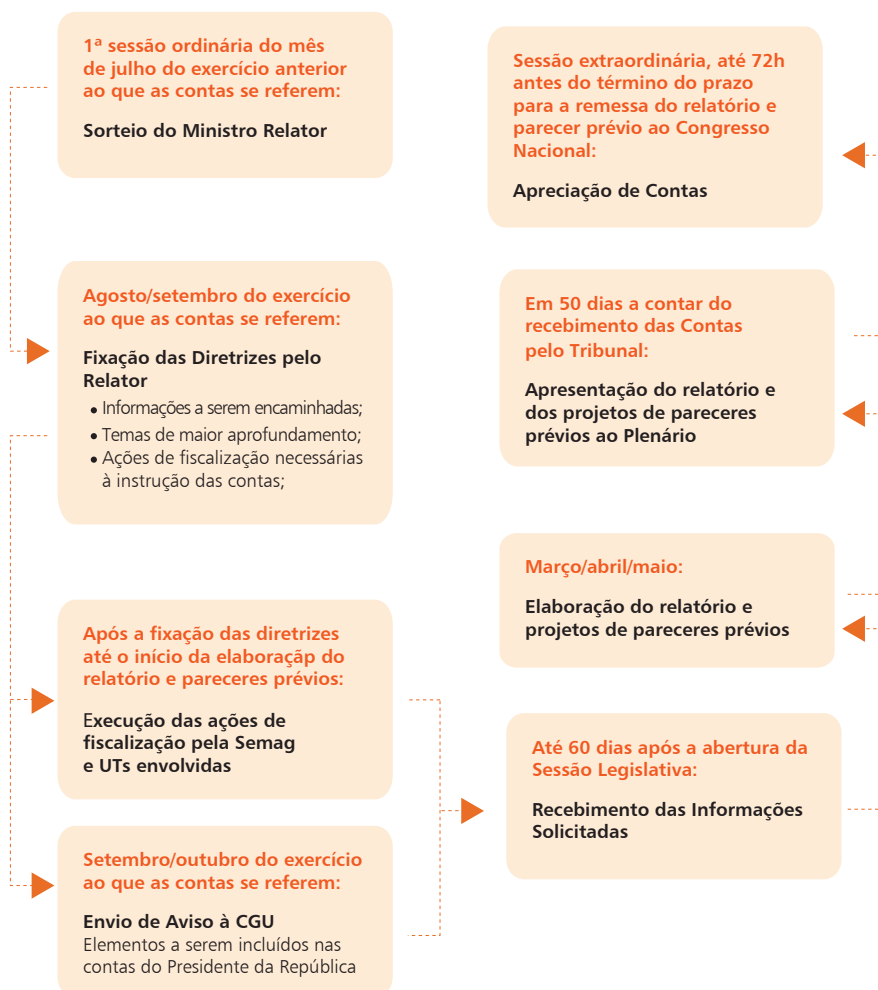 1ª sessão ordinária do mês
de julho do exercício anterior
ao que as contas se referem:
Sorteio do Ministro Relator
Agosto/setembro do exercício
ao que as contas se referem:
Fixação das Diretrizes pelo
Relator
• Informações a serem encaminhadas;
• Temas de maior aprofundamento;
• Ações de fiscalização necessárias
à instrução das contas;
Após a fixação das diretrizes
até o início da elaboraçãp do
relatório e pareceres prévios:
Execução das ações de
fiscalização pela Semag
e UTs envolvidas
Setembro/outubro do exercício
ao que as contas se referem:
Envio de Aviso à CGU
Elementos a serem incluídos nas
contas do Presidente da República
Sessão extraordinária, até 72h
antes do término do prazo
para a remessa do relatório e
parecer prévio ao Congresso
Nacional:
Apreciação de Contas
Em 50 dias a contar do
recebimento das Contas
pelo Tribunal:
Apresentação do relatório e
dos projetos de pareceres
prévios ao Plenário
Março/abril/maio:
Elaboração do relatório e
projetos de pareceres prévios
Até 60 dias após a abertura da
Sessão Legislativa:
Recebimento das Informações
Solicitadas